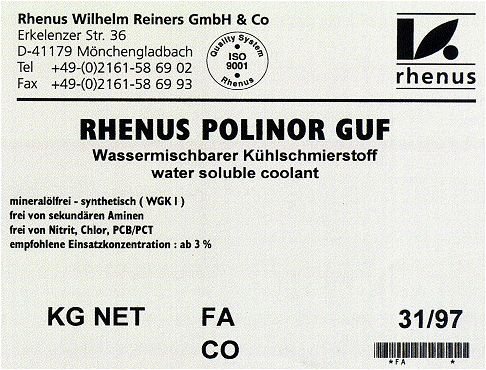 Rhenus Wilhelm Reiners GmbH & Co
Erkelenzer Str. 36
D-41179 Mönchengladbach
Tel +49-(0)2161-58 69 02
Fax +49-(0)2161-58 69 93
Quality System
ISO
9001
Rhenus
rhenus
RHENUS POLINOR GUF
Wassermischbarer Kühlschmierstoff
water soluble coolant
mineralölfrei - synthetisch ( WGK I )
frei von sekundären Aminen
frei von Nitrit, Chlor, PCB/PCT
empfohlene Einsatzkonzentration : ab 3 %
KG NET FA 31/97
CO
*FA *